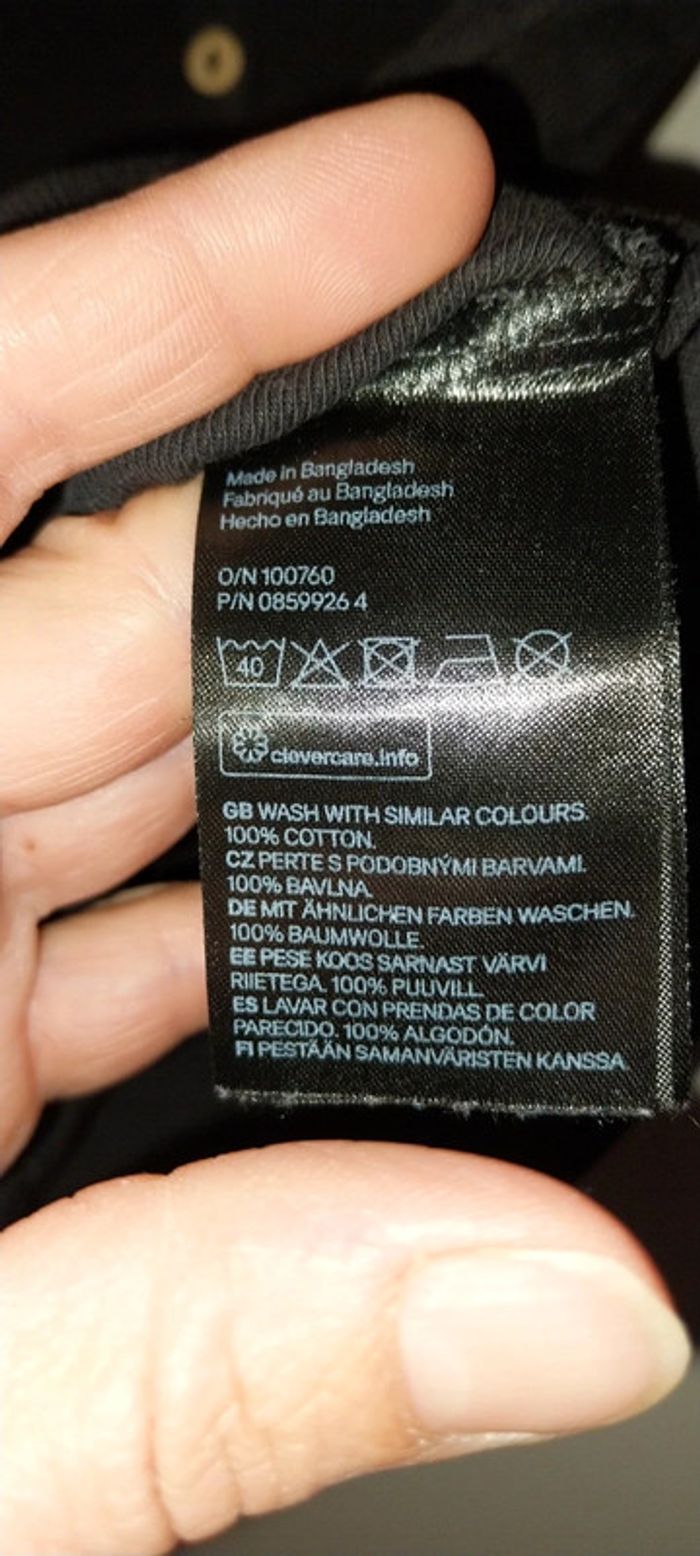 Made in Bangladesh
Fabriqué au Bangladesh
Hecho en Bangladesh
O/N 100760
P/N 0859926 4
40
clevercare.info
GB WASH WITH SIMILAR COLOURS.
100% COTTON.
CZ PERTE S PODOBNÝMI BARVAMI.
100% BAVLNA.
DE MIT ÄHNLICHEN FARBEN WASCHEN.
100% BAUMWOLLE.
EE PESE KOOS SARNAST VÄRVI
RIIETEGA. 100% PUUVILL.
ES LAVAR CON PRENDAS DE COLOR
PARECIDO. 100% ALGODÓN.
FI PESTÄÄN SAMANVÄRISTEN KANSSA.